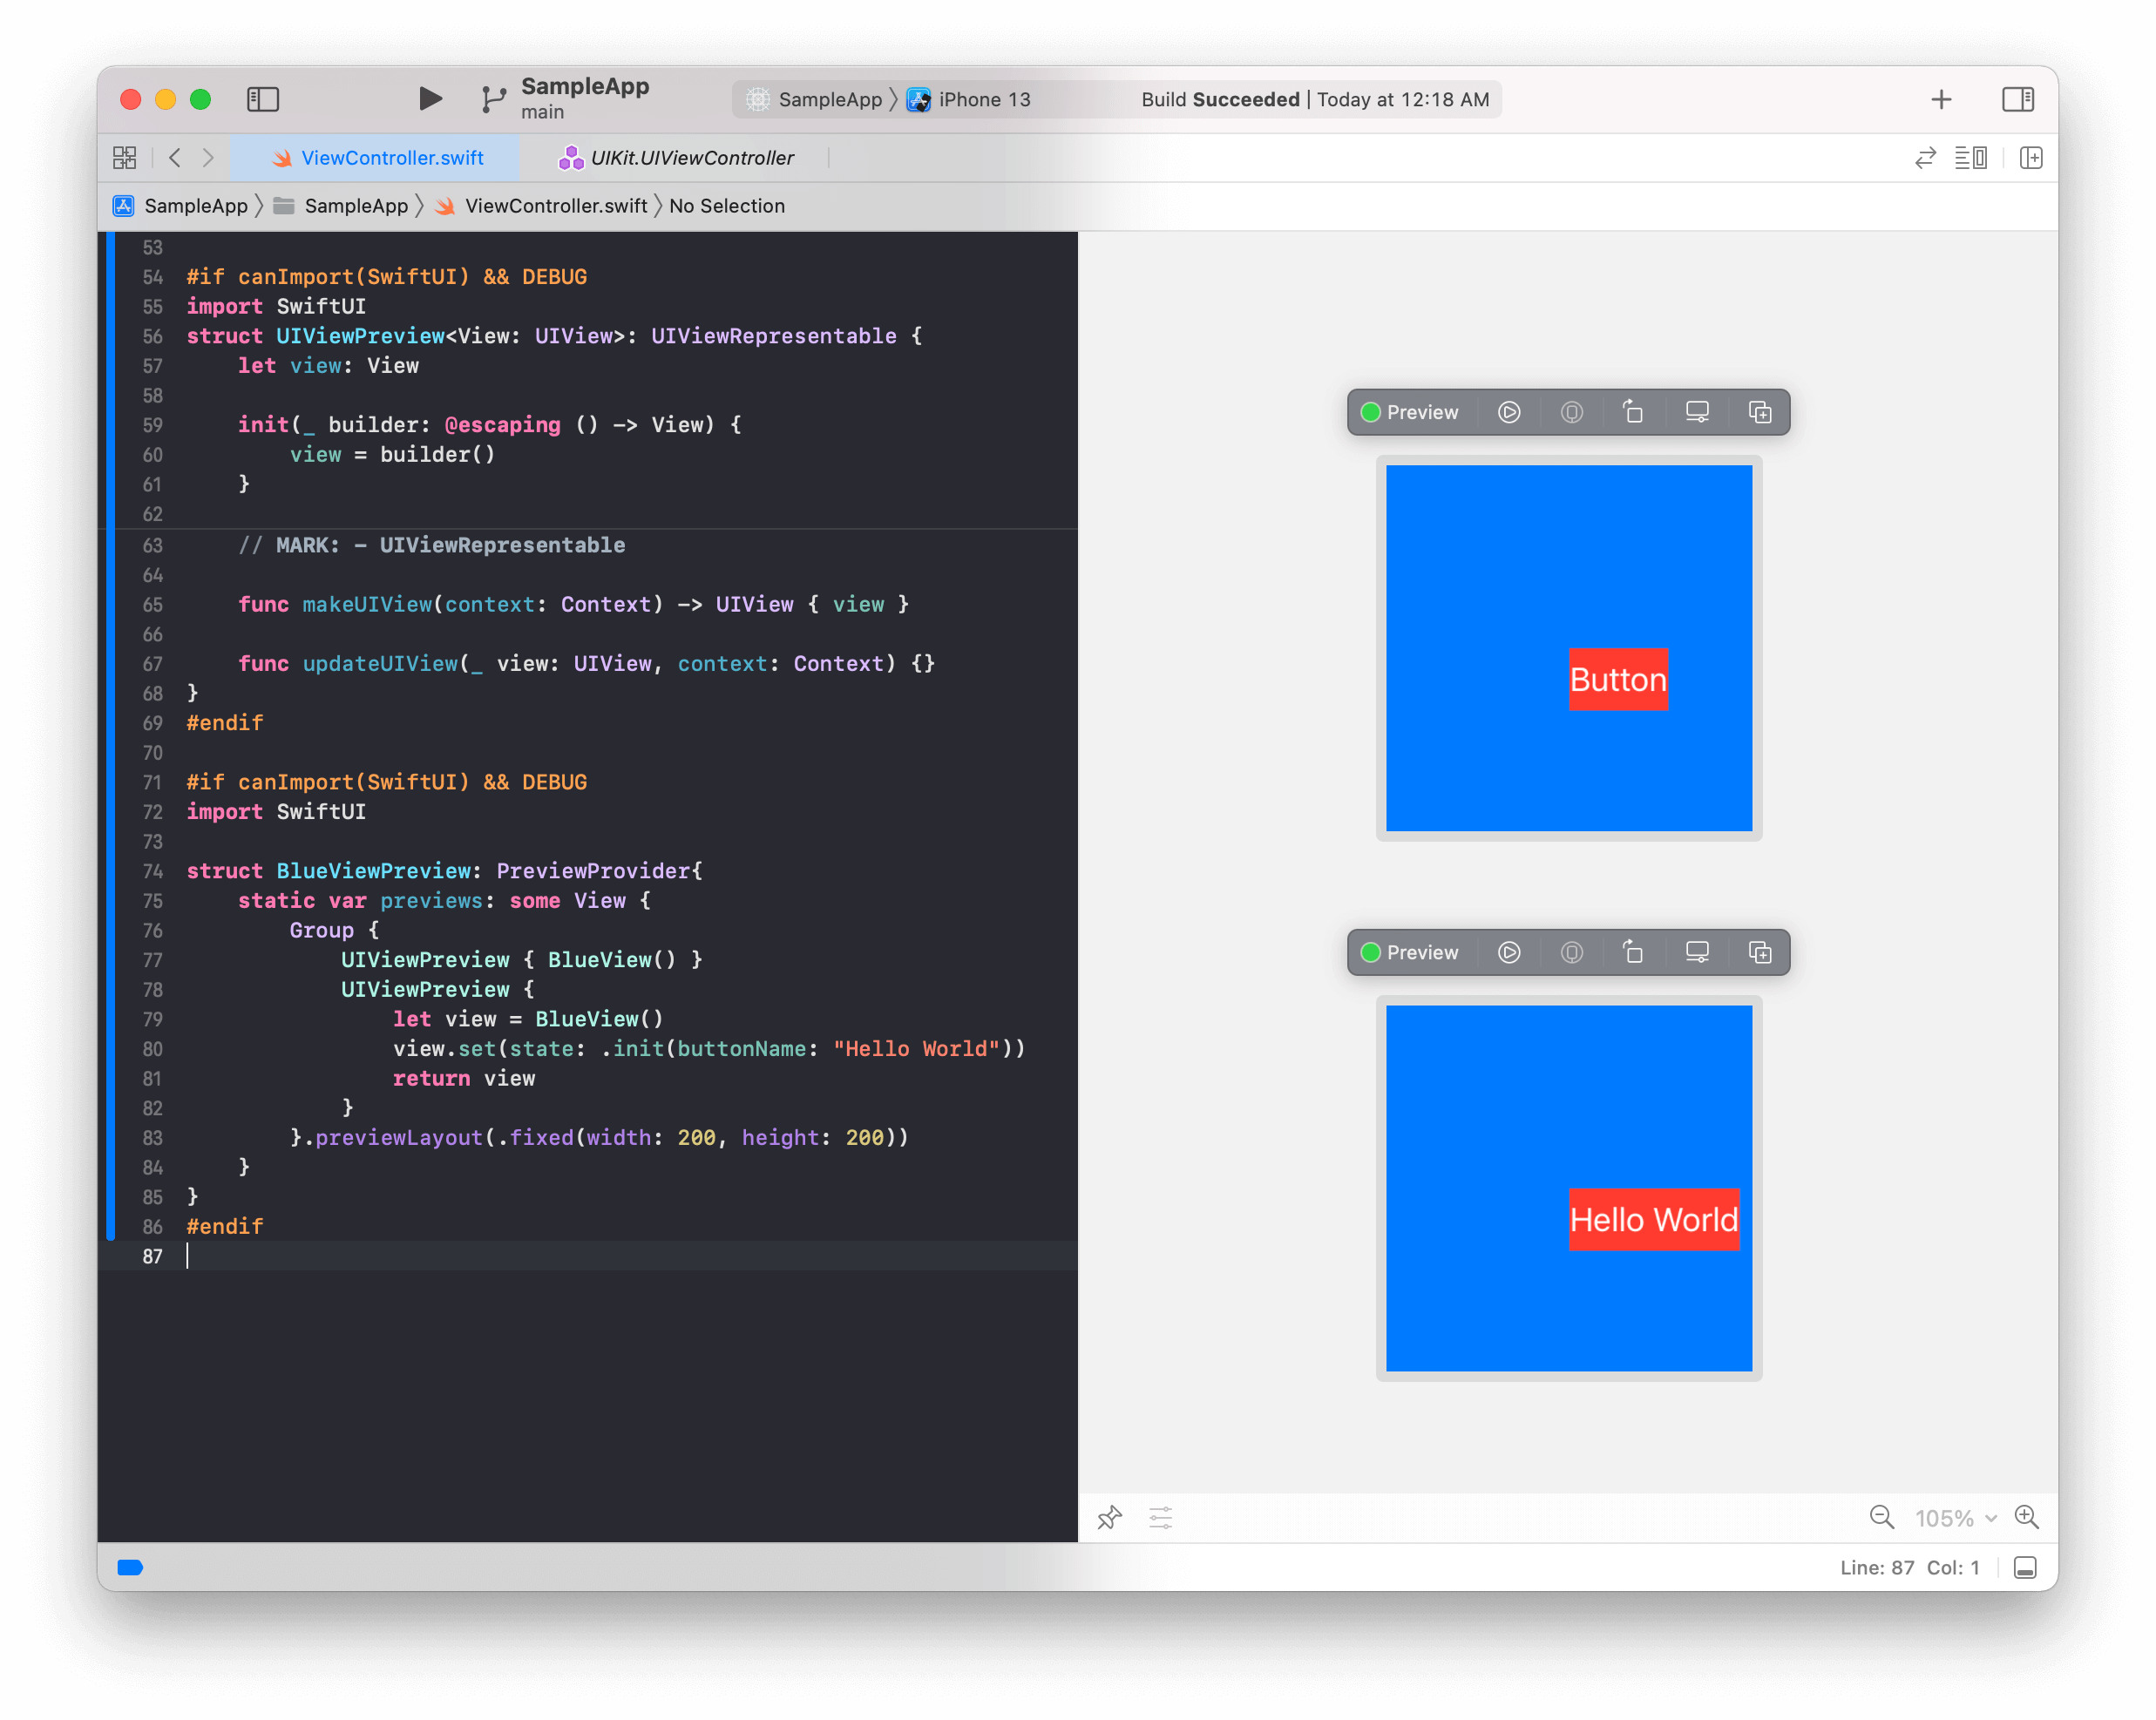 SampleApp
main
SampleApp 〉 iPhone 13
Build Succeeded | Today at 12:18 AM
ViewController.swift
UIKit.UIViewController
SampleApp 〉 SampleApp 〉 ViewController.swift 〉 No Selection
53
54 #if canImport(SwiftUI) && DEBUG
55 import SwiftUI
56 struct UIViewPreview<View: UIView>: UIViewRepresentable {
57     let view: View
58
59     init(_ builder: @escaping () -> View) {
60         view = builder()
61     }
62
63     // MARK: - UIViewRepresentable
64
65     func makeUIView(context: Context) -> UIView { view }
66
67     func updateUIView(_ view: UIView, context: Context) {}
68 }
69 #endif
70
71 #if canImport(SwiftUI) && DEBUG
72 import SwiftUI
73
74 struct BlueViewPreview: PreviewProvider{
75     static var previews: some View {
76         Group {
77             UIViewPreview { BlueView() }
78             UIViewPreview {
79                 let view = BlueView()
80                 view.set(state: .init(buttonName: "Hello World"))
81                 return view
82             }
83         }.previewLayout(.fixed(width: 200, height: 200))
84     }
85 }
86 #endif
87
Preview
Button
Preview
Hello World
105%
Line: 87 Col: 1